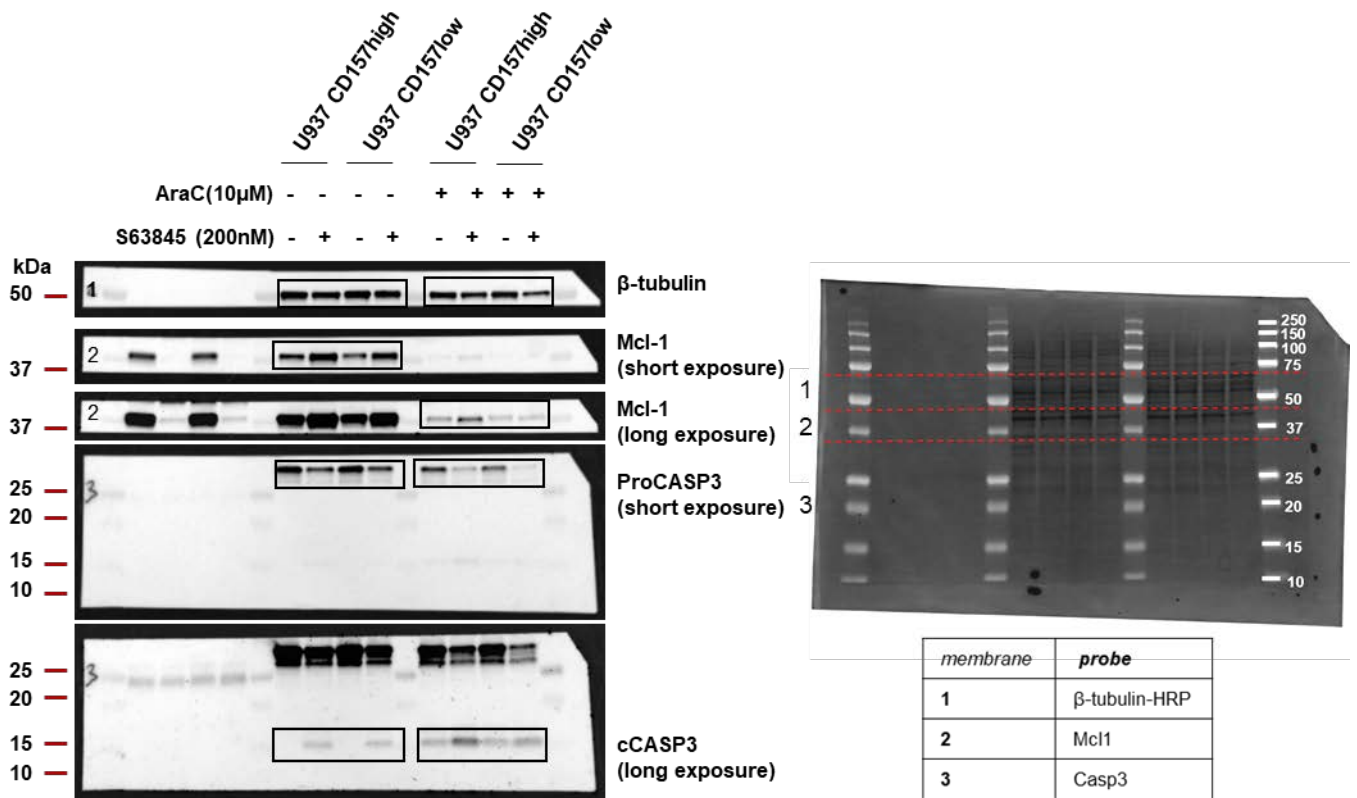 U937 CD157high
U937 CD157low
U937 CD157high
U937 CD157low
AraC(10µM) - - - - + + + +
S63845 (200nM) - + - + - + - +
kDa
50
1
β-tubulin
37
2
Mcl-1
(short exposure)
37
2
Mcl-1
(long exposure)
25
20
15
10
3
ProCASP3
(short exposure)
25
20
15
10
3
cCASP3
(long exposure)
1
2
3
250
150
100
75
50
37
25
20
15
10
membrane probe
1 β-tubulin-HRP
2 Mcl1
3 Casp3